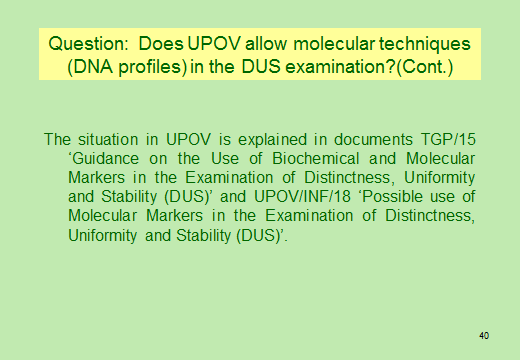 Question:  Does UPOV allow molecular techniques
(DNA profiles) in the DUS examination?(Cont.)
The situation in UPOV is explained in documents TGP/15
‘Guidance on the Use of Biochemical and Molecular
Markers in the Examination of Distinctness, Uniformity
and Stability (DUS)’ and UPOV/INF/18 ‘Possible use of
Molecular Markers in the Examination of Distinctness,
Uniformity and Stability (DUS)’.
40